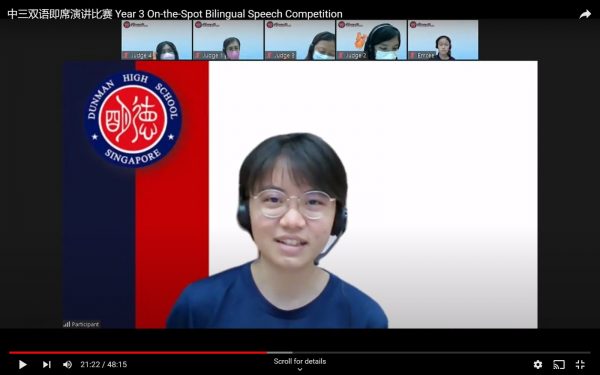 中三双语即席演讲比赛 Year 3 On-the-Spot Bilingual Speech Competition
Judge 4
Judge 1
Judge 3
Judge 2
Emcee
DUNMAN HIGH SCHOOL
SINGAPORE
Participant
21:22 / 48:15
Scroll for details